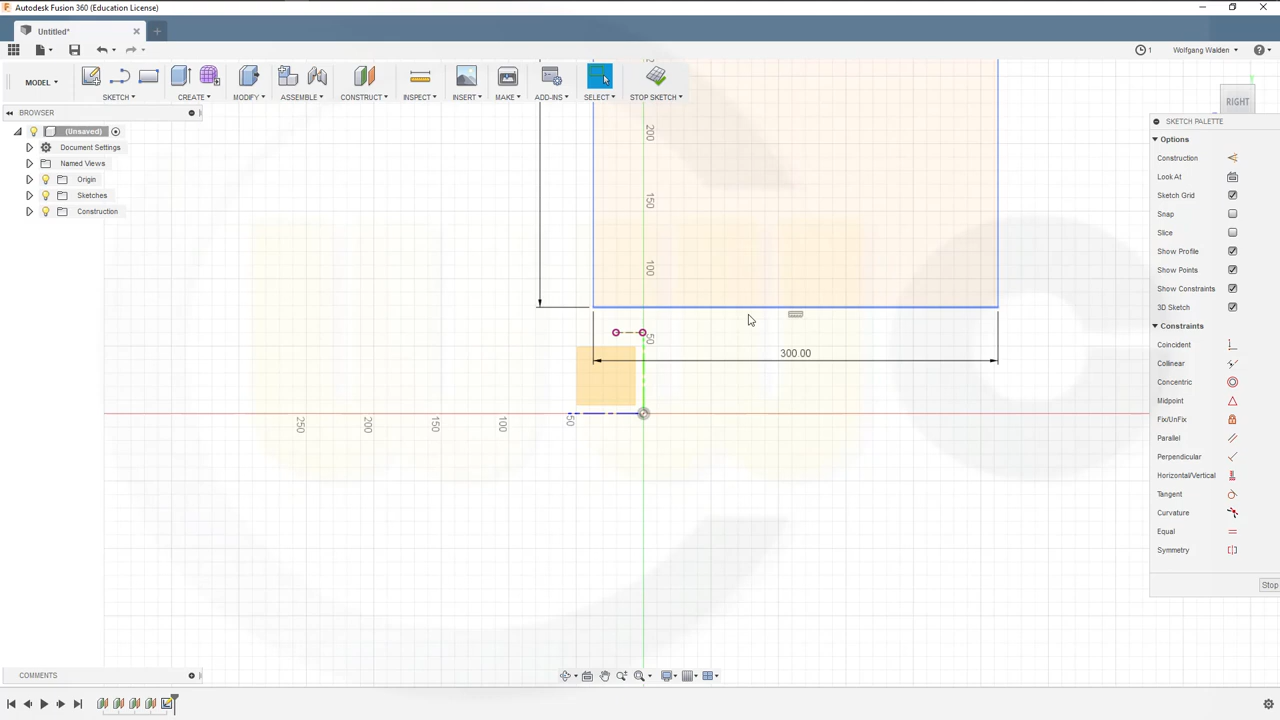 Autodesk Fusion 360 (Education License)
Untitled*
1
Wolfgang Walden
MODEL
SKETCH
CREATE
MODIFY
ASSEMBLE
CONSTRUCT
INSPECT
INSERT
MAKE
ADD-INS
SELECT
STOP SKETCH
BROWSER
(Unsaved)
Document Settings
Named Views
Origin
Sketches
Construction
RIGHT
SKETCH PALETTE
Options
Construction
Look At
Sketch Grid
Snap
Slice
Show Profile
Show Points
Show Constraints
3D Sketch
Constraints
Coincident
Collinear
Concentric
Midpoint
Fix/UnFix
Parallel
Perpendicular
Horizontal/Vertical
Tangent
Curvature
Equal
Symmetry
Stop
200
150
100
50
300.00
250
200
150
100
50
COMMENTS